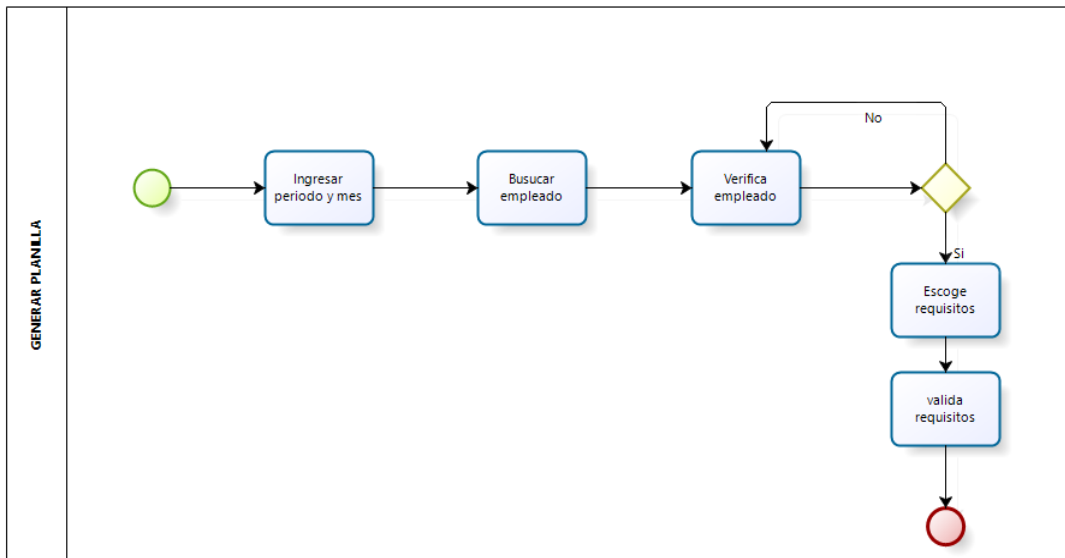 GENERAR PLANILLA
Ingresar
periodo y mes
Busucar
empleado
Verifica
empleado
No
Si
Escoge
requisitos
valida
requisitos